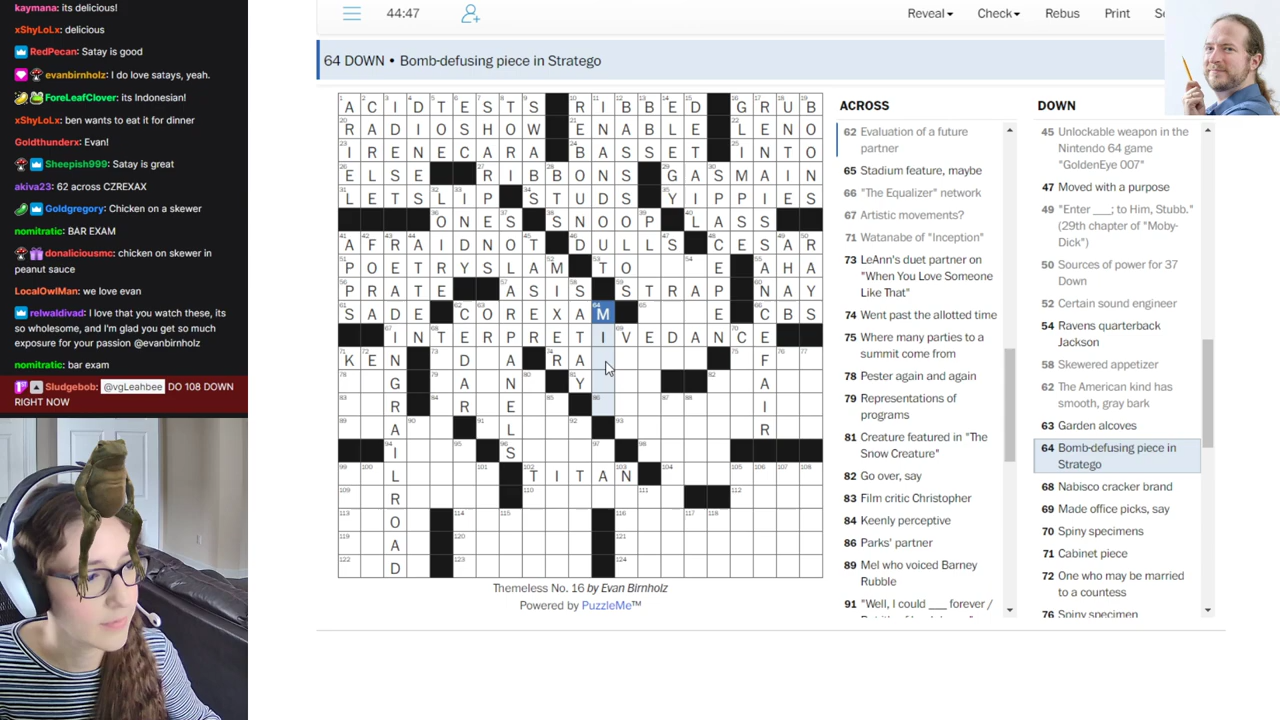 kaymana: its delicious!
xShyLoLx: delicious
RedPecan: Satay is good
evanbirnholz: I do love satays, yeah.
ForeLeafClover: its Indonesian!
xShyLoLx: ben wants to eat it for dinner
Goldthunderx: Evan!
Sheepish999: Satay is great
akiva23: 62 across CZREXAX
Goldgregory: Chicken on a skewer
nomitratic: BAR EXAM
donaliciousmc: chicken on skewer in
peanut sauce
LocalOwlMan: we love evan
relwaldivad: I love that you watch these, its
so wholesome, and I'm glad you get so much
exposure for your passion @evanbirnholz
nomitratic: bar exam
Sludgebob: @vgLeahbee DO 108 DOWN
RIGHT NOW
44:47
Reveal Check Rebus Print Se
64 DOWN • Bomb-defusing piece in Stratego
A C I D T E S T S R I B B E D G R U B
R A D I O S H O W E N A B L E L E N O
I R E N E C A R A B A S S E T I N T O
E L S E R I B B O N S G A S M A I N
L E T S L I P S T U D S Y I P P I E S
O N E S N O O P L A S S
A F R A I D N O T D U L L S C E S A R
P O E T R Y S L A M T O E A H A
P R A T E A S I S S T R A P N A Y
S A D E C O R E X A M E C B S
I N T E R P R E T I V E D A N C E
K E N D A R A F
G A N Y A
R R E I
A L R
I S
L T I T A N
R
O
A
D
Themeless No. 16 by Evan Birnholz
Powered by PuzzleMe™
ACROSS
62 Evaluation of a future
partner
65 Stadium feature, maybe
66 "The Equalizer" network
67 Artistic movements?
71 Watanabe of "Inception"
73 LeAnn's duet partner on
"When You Love Someone
Like That"
74 Went past the allotted time
75 Where many parties to a
summit come from
78 Pester again and again
79 Representations of
programs
81 Creature featured in "The
Snow Creature"
82 Go over, say
83 Film critic Christopher
84 Keenly perceptive
86 Parks' partner
89 Mel who voiced Barney
Rubble
91 "Well, I could ___ forever /
DOWN
45 Unlockable weapon in the
Nintendo 64 game
"GoldenEye 007"
47 Moved with a purpose
49 "Enter ___; to Him, Stubb."
(29th chapter of "Moby-
Dick")
50 Sources of power for 37
Down
52 Certain sound engineer
54 Ravens quarterback
Jackson
58 Skewered appetizer
62 The American kind has
smooth, gray bark
63 Garden alcoves
64 Bomb-defusing piece in
Stratego
68 Nabisco cracker brand
69 Made office picks, say
70 Spiny specimens
71 Cabinet piece
72 One who may be married
to a countess
76 Spiny specimen